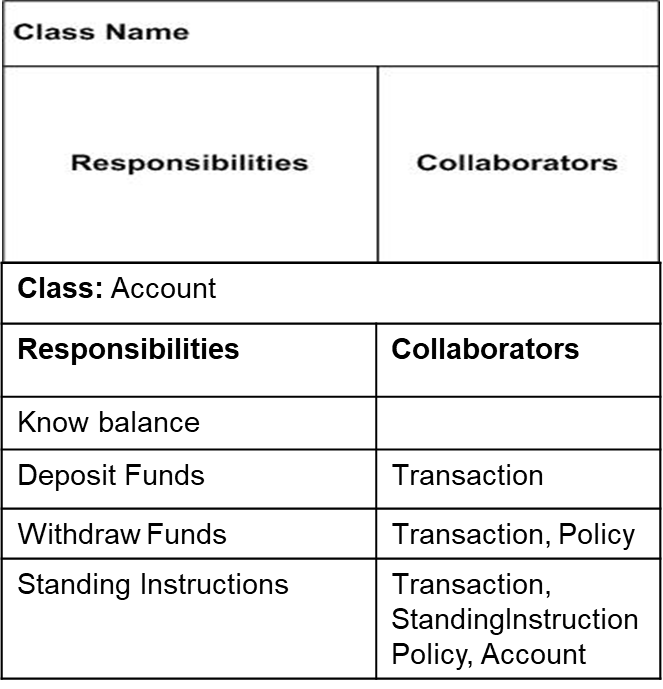 Class Name
Responsibilities Collaborators
Class: Account
Responsibilities Collaborators
Know balance
Deposit Funds Transaction
Withdraw Funds Transaction, Policy
Standing Instructions Transaction,
StandingInstruction
Policy, Account